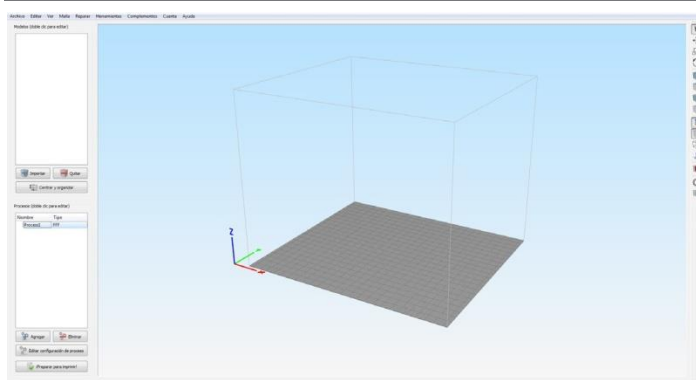 Archivo Editar Ver Malla Reparar Herramientas Complementos Cuenta Ayuda
Modelos (doble clic para editar)
Importar Quitar
Centrar y organizar
Procesos (doble clic para editar)
Nombre Tipo
Process1 FFF
Agregar Eliminar
Editar configuración de proceso
¡Preparar para imprimir!
Z